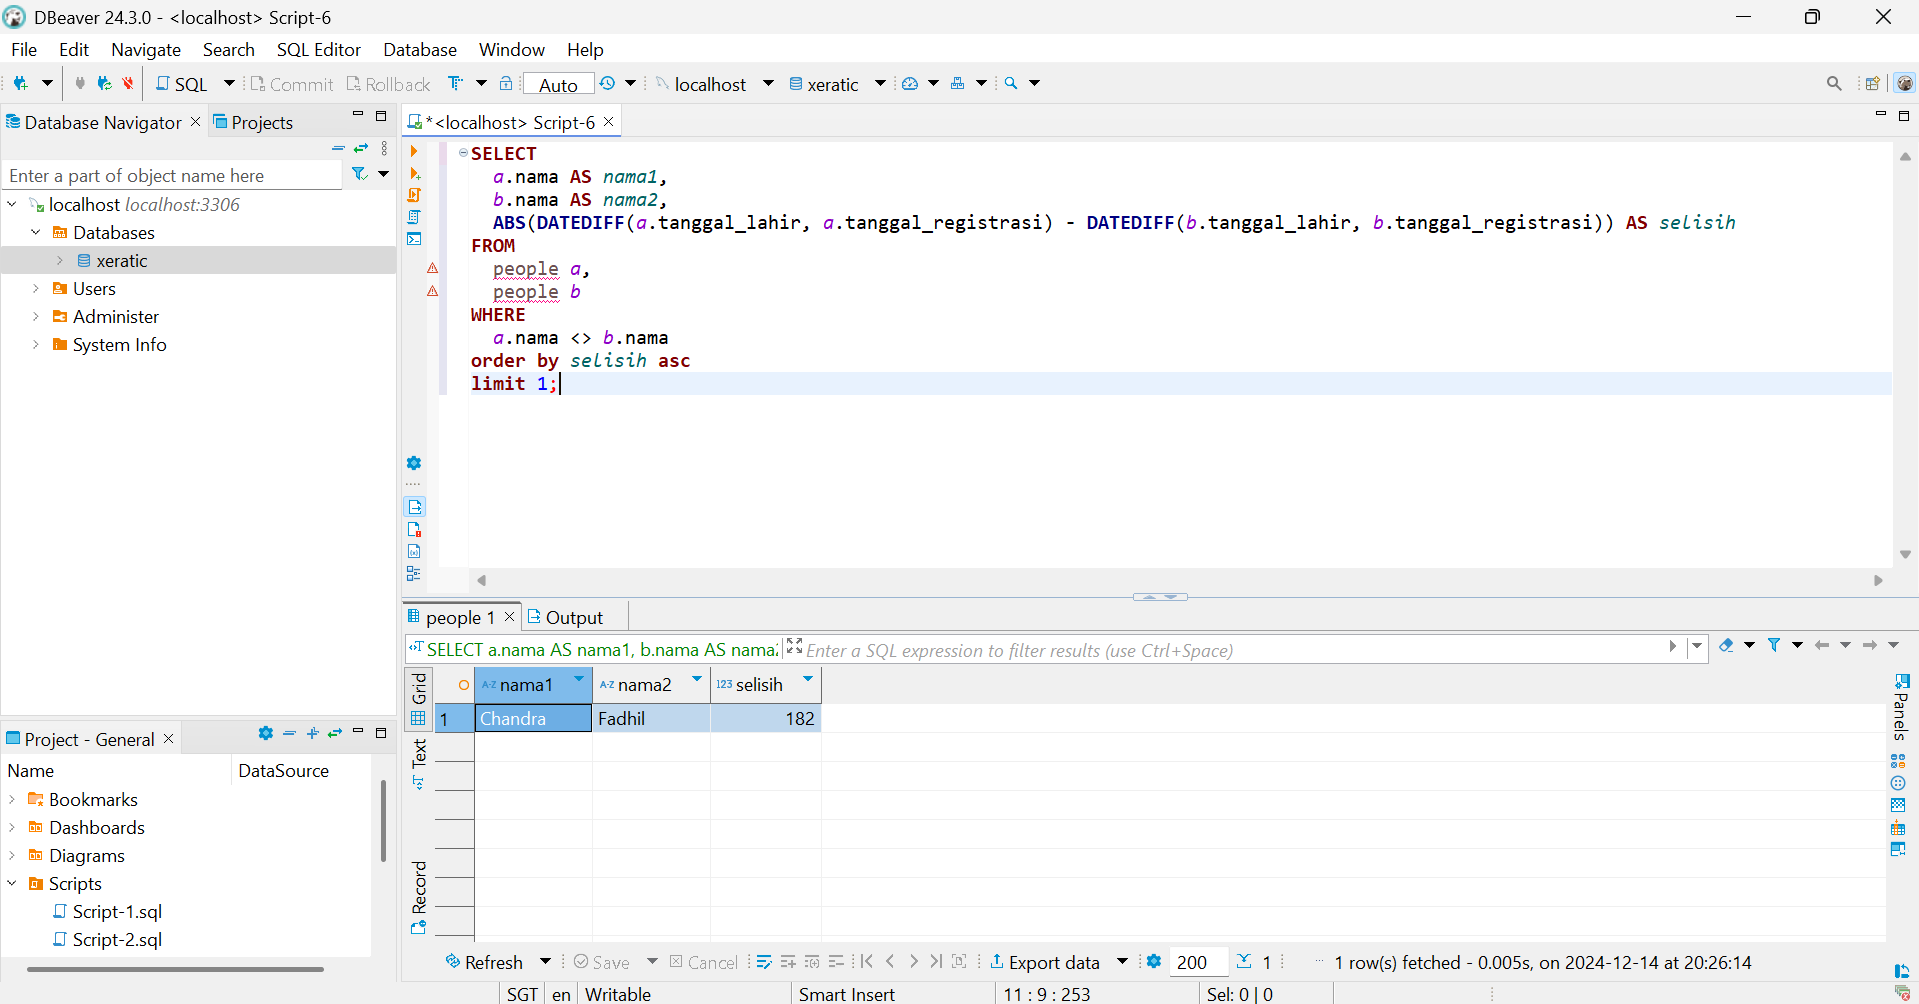 DBeaver 24.3.0 - <localhost> Script-6
File Edit Navigate Search SQL Editor Database Window Help
SQL Commit Rollback Auto localhost xeratic
Database Navigator Projects
Enter a part of object name here
localhost localhost:3306
Databases
xeratic
Users
Administer
System Info
*<localhost> Script-6
SELECT
a.nama AS nama1,
b.nama AS nama2,
ABS(DATEDIFF(a.tanggal_lahir, a.tanggal_registrasi) - DATEDIFF(b.tanggal_lahir, b.tanggal_registrasi)) AS selisih
FROM
people a,
people b
WHERE
a.nama <> b.nama
order by selisih asc
limit 1;
Project - General
Name DataSource
Bookmarks
Dashboards
Diagrams
Scripts
Script-1.sql
Script-2.sql
people 1 Output
SELECT a.nama AS nama1, b.nama AS nama2 Enter a SQL expression to filter results (use Ctrl+Space)
Grid
Text
Record
A-Z nama1 A-Z nama2 123 selisih
1 Chandra Fadhil 182
Panels
Refresh Save Cancel Export data 200 1 1 row(s) fetched - 0.005s, on 2024-12-14 at 20:26:14
SGT en Writable Smart Insert 11 : 9 : 253 Sel: 0 | 0